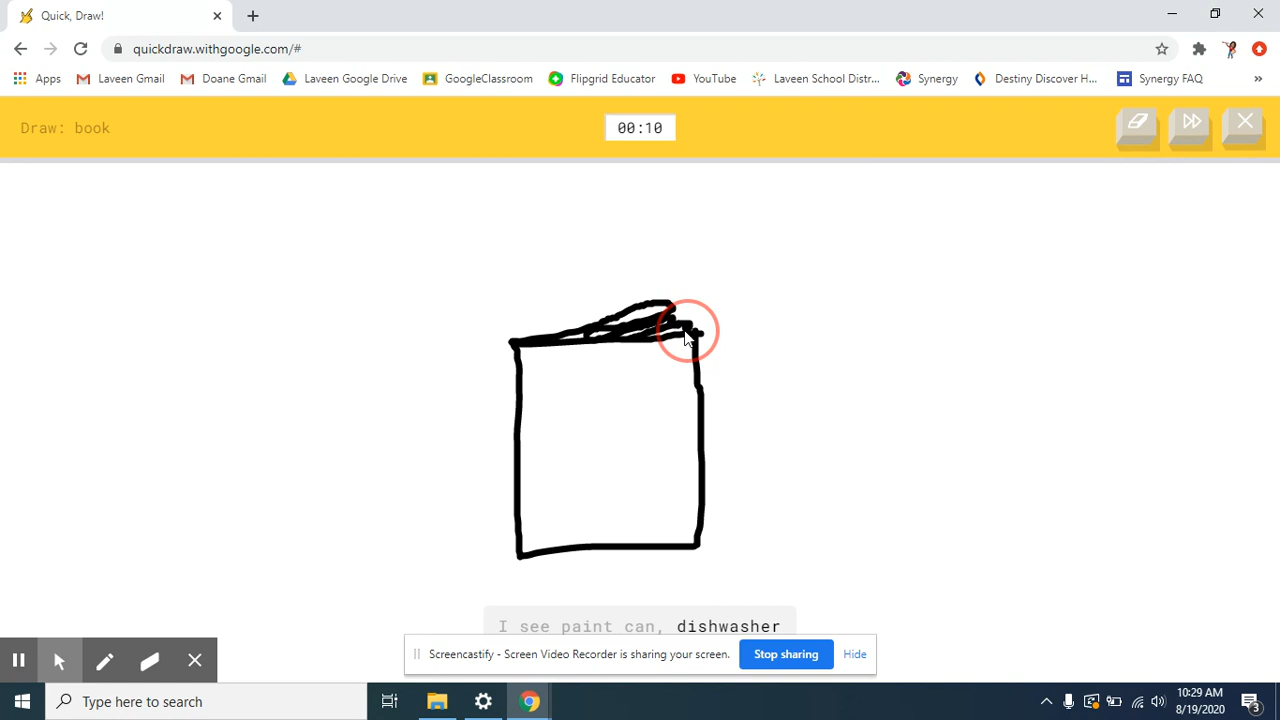 Quick, Draw!
quickdraw.withgoogle.com/#
Apps Laveen Gmail Doane Gmail Laveen Google Drive GoogleClassroom Flipgrid Educator YouTube Laveen School Distr... Synergy Destiny Discover H... Synergy FAQ »
Draw: book 00:10
I see paint can, dishwasher
Screencastify - Screen Video Recorder is sharing your screen. Stop sharing Hide
Type here to search
10:29 AM
8/19/2020
3